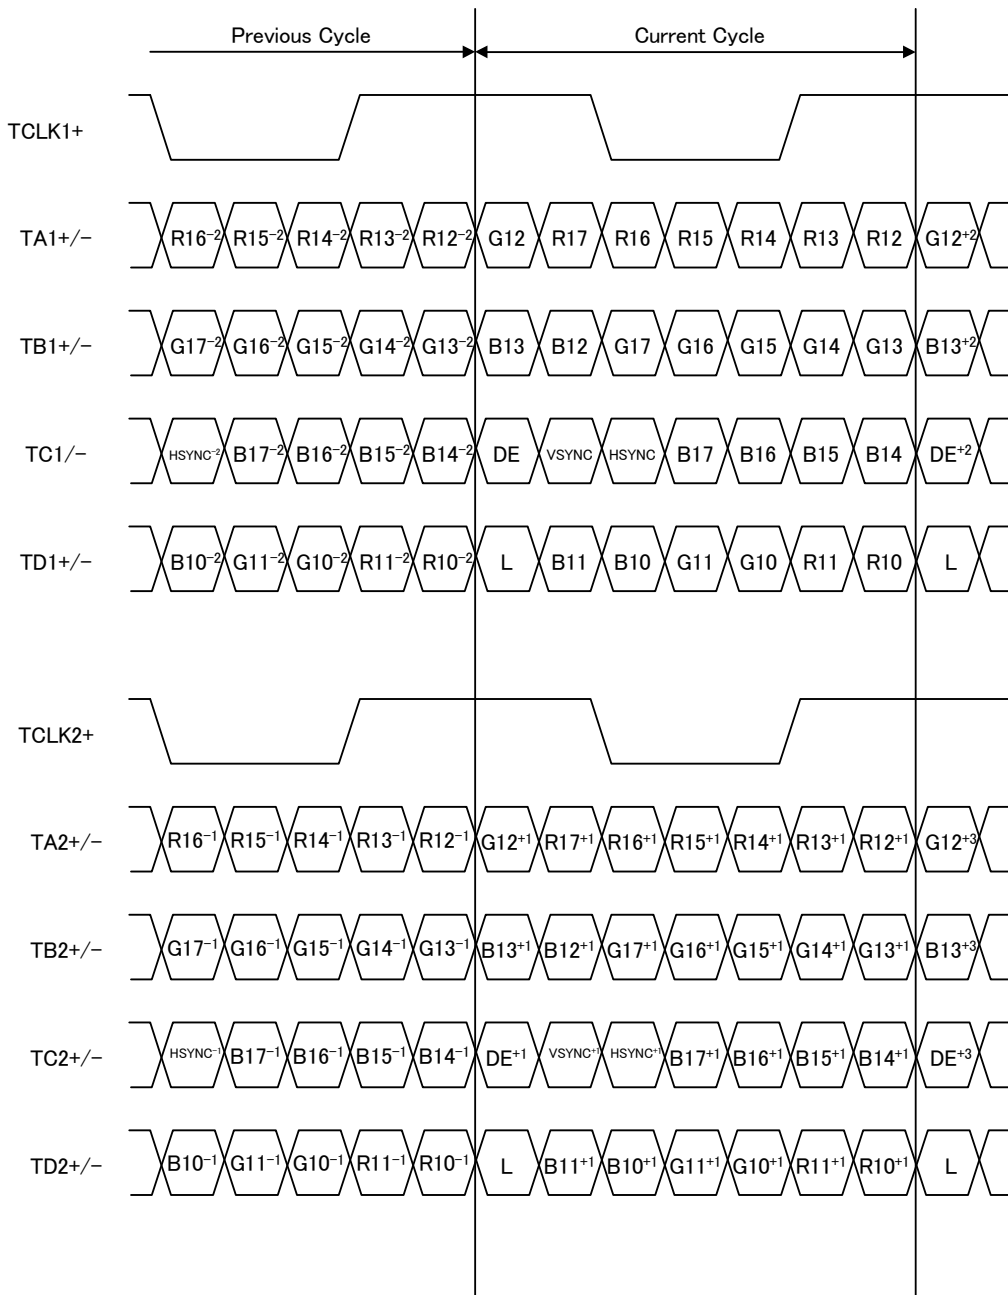 Previous Cycle Current Cycle
TCLK1+
TA1+/- R16⁻² R15⁻² R14⁻² R13⁻² R12⁻² G12 R17 R16 R15 R14 R13 R12 G12⁺²
TB1+/- G17⁻² G16⁻² G15⁻² G14⁻² G13⁻² B13 B12 G17 G16 G15 G14 G13 B13⁺²
TC1/- HSYNC⁻² B17⁻² B16⁻² B15⁻² B14⁻² DE VSYNC HSYNC B17 B16 B15 B14 DE⁺²
TD1+/- B10⁻² G11⁻² G10⁻² R11⁻² R10⁻² L B11 B10 G11 G10 R11 R10 L
TCLK2+
TA2+/- R16⁻¹ R15⁻¹ R14⁻¹ R13⁻¹ R12⁻¹ G12⁺¹ R17⁺¹ R16⁺¹ R15⁺¹ R14⁺¹ R13⁺¹ R12⁺¹ G12⁺³
TB2+/- G17⁻¹ G16⁻¹ G15⁻¹ G14⁻¹ G13⁻¹ B13⁺¹ B12⁺¹ G17⁺¹ G16⁺¹ G15⁺¹ G14⁺¹ G13⁺¹ B13⁺³
TC2+/- HSYNC⁻¹ B17⁻¹ B16⁻¹ B15⁻¹ B14⁻¹ DE⁺¹ VSYNC⁺¹ HSYNC⁺¹ B17⁺¹ B16⁺¹ B15⁺¹ B14⁺¹ DE⁺³
TD2+/- B10⁻¹ G11⁻¹ G10⁻¹ R11⁻¹ R10⁻¹ L B11⁺¹ B10⁺¹ G11⁺¹ G10⁺¹ R11⁺¹ R10⁺¹ L